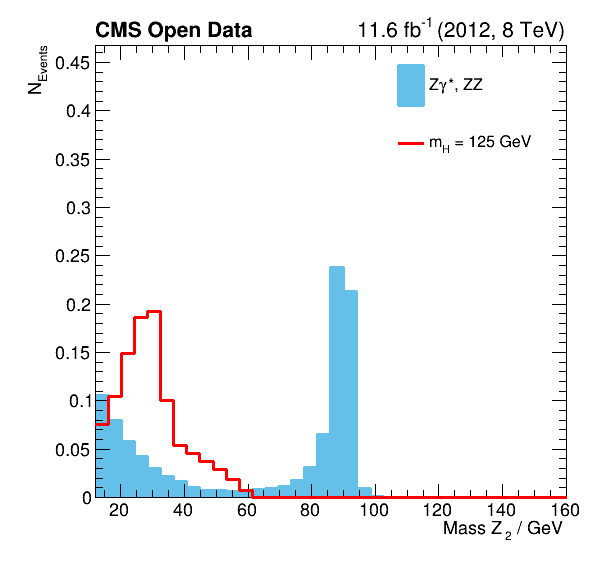 CMS Open Data 11.6 fb⁻¹ (2012, 8 TeV)
N_Events
0.45
0.4
0.35
0.3
0.25
0.2
0.15
0.1
0.05
0
Zγ*, ZZ
m_H = 125 GeV
20 40 60 80 100 120 140 160
Mass Z₂ / GeV